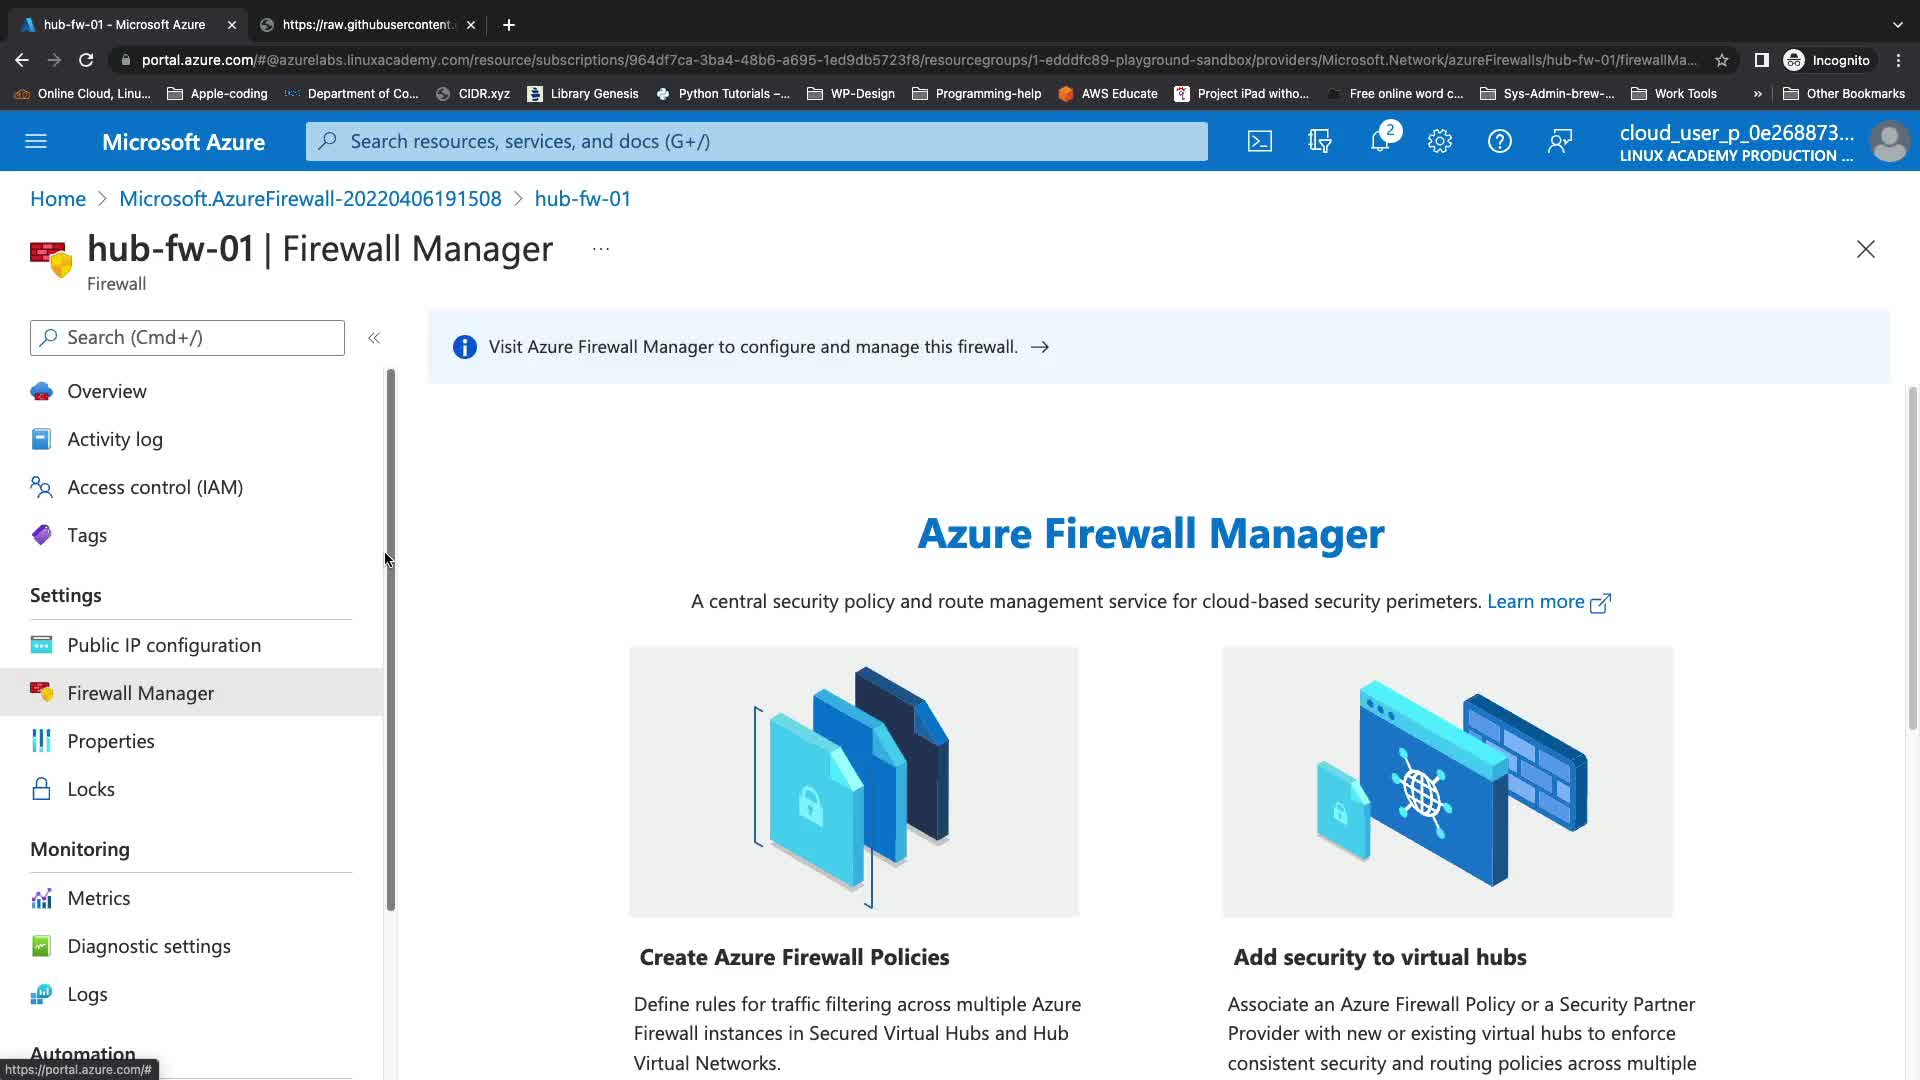 hub-fw-01 - Microsoft Azure
https://raw.githubusercontent.
portal.azure.com/#@azurelabs.linuxacademy.com/resource/subscriptions/964df7ca-3ba4-48b6-a695-1ed9db5723f8/resourcegroups/1-edddfc89-playground-sandbox/providers/Microsoft.Network/azureFirewalls/hub-fw-01/firewallMa...
Incognito
Online Cloud, Linu...
Apple-coding
Department of Co...
CIDR.xyz
Library Genesis
Python Tutorials –...
WP-Design
Programming-help
AWS Educate
Project iPad witho...
Free online word c...
Sys-Admin-brew-...
Work Tools
»
Other Bookmarks
Microsoft Azure
Search resources, services, and docs (G+/)
2
cloud_user_p_0e268873...
LINUX ACADEMY PRODUCTION ...
Home > Microsoft.AzureFirewall-20220406191508 > hub-fw-01
hub-fw-01 | Firewall Manager ...
Firewall
Search (Cmd+/)
«
Visit Azure Firewall Manager to configure and manage this firewall. →
Overview
Activity log
Access control (IAM)
Tags
Settings
Public IP configuration
Firewall Manager
Properties
Locks
Monitoring
Metrics
Diagnostic settings
Logs
Automation
https://portal.azure.com/#
Azure Firewall Manager
A central security policy and route management service for cloud-based security perimeters. Learn more
Create Azure Firewall Policies
Define rules for traffic filtering across multiple Azure
Firewall instances in Secured Virtual Hubs and Hub
Virtual Networks.
Add security to virtual hubs
Associate an Azure Firewall Policy or a Security Partner
Provider with new or existing virtual hubs to enforce
consistent security and routing policies across multiple